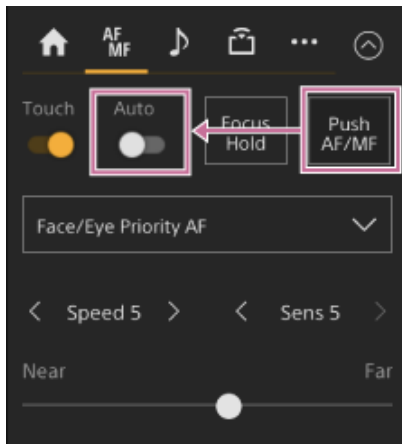 AF
MF
Touch
Auto
Focus
Hold
Push
AF/MF
Face/Eye Priority AF
Speed 5
Sens 5
Near
Far